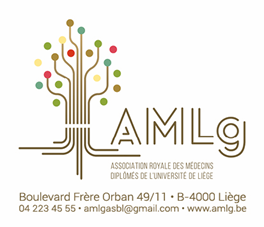 AMLg
ASSOCIATION ROYALE DES MÉDECINS
DIPLÔMÉS DE L'UNIVERSITÉ DE LIÈGE
Boulevard Frère Orban 49/11 • B-4000 Liège
04 223 45 55 • amlgasbl@gmail.com • www.amlg.be